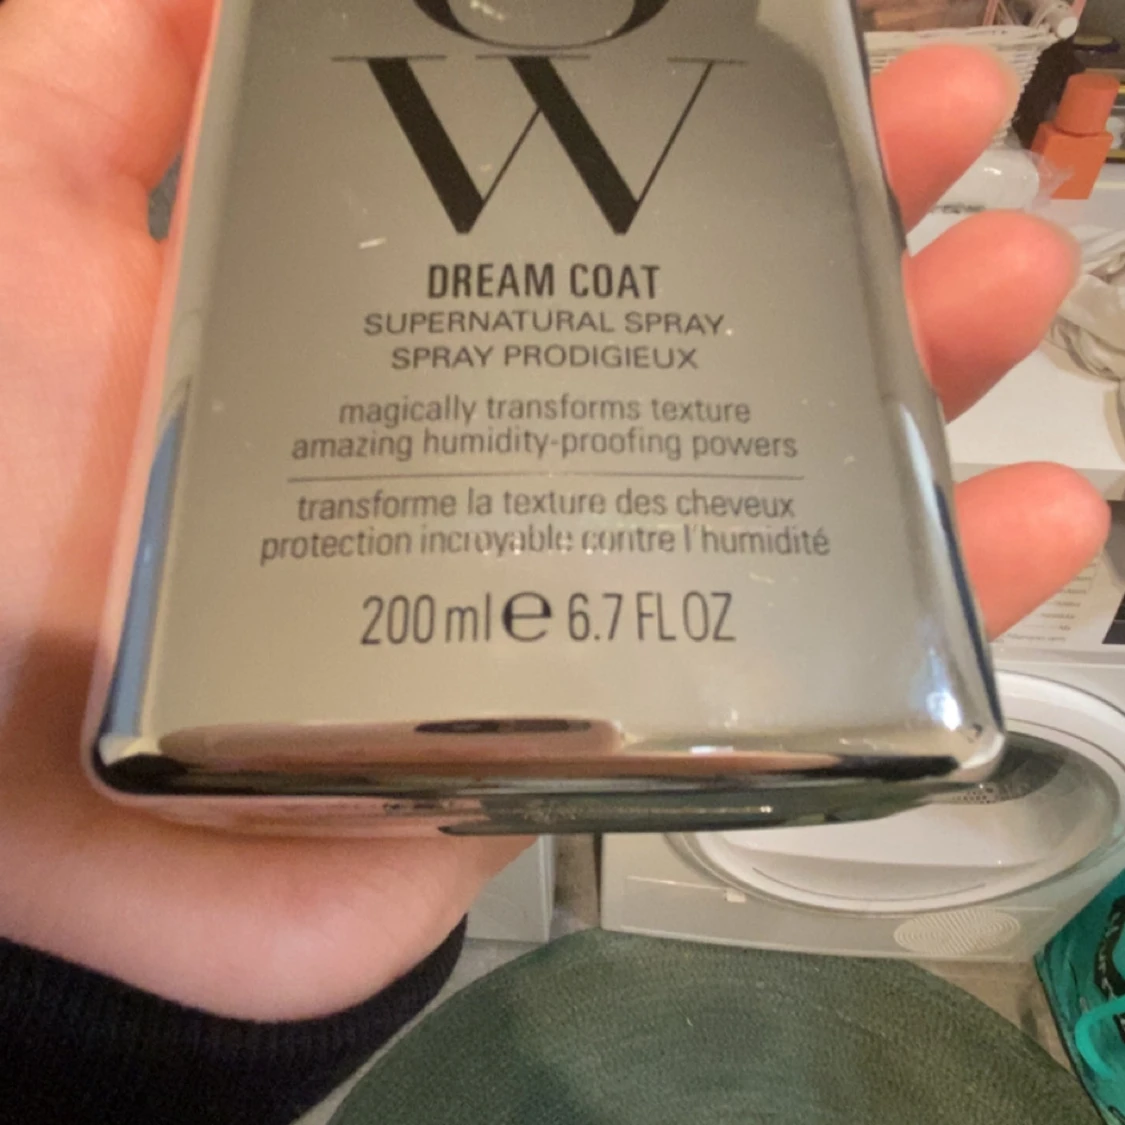 OW
DREAM COAT
SUPERNATURAL SPRAY.
SPRAY PRODIGIEUX
magically transforms texture
amazing humidity-proofing powers
transforme la texture des cheveux
protection incroyable contre l'humidité
200 ml e 6.7 FL OZ